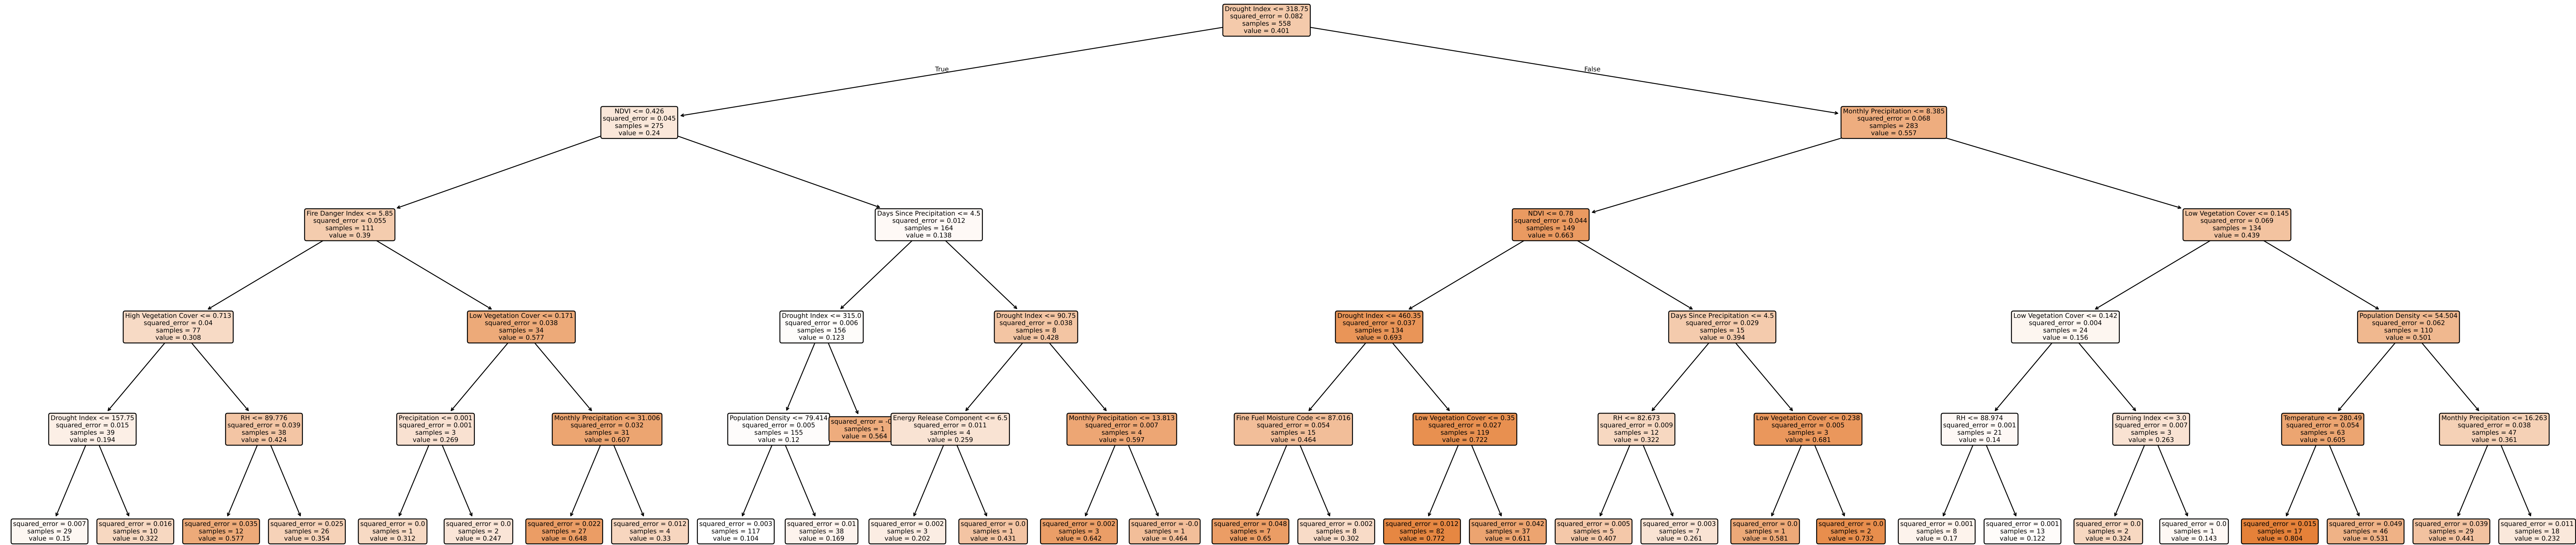 Drought Index <= 318.75
squared_error = 0.082
samples = 558
value = 0.401
True
False
NDVI <= 0.426
squared_error = 0.045
samples = 275
value = 0.24
Monthly Precipitation <= 8.385
squared_error = 0.068
samples = 283
value = 0.557
Fire Danger Index <= 5.85
squared_error = 0.055
samples = 111
value = 0.39
Days Since Precipitation <= 4.5
squared_error = 0.012
samples = 164
value = 0.138
NDVI <= 0.78
squared_error = 0.044
samples = 149
value = 0.663
Low Vegetation Cover <= 0.145
squared_error = 0.069
samples = 134
value = 0.439
High Vegetation Cover <= 0.713
squared_error = 0.04
samples = 77
value = 0.308
Low Vegetation Cover <= 0.171
squared_error = 0.038
samples = 34
value = 0.577
Drought Index <= 315.0
squared_error = 0.006
samples = 156
value = 0.123
Drought Index <= 90.75
squared_error = 0.038
samples = 8
value = 0.428
Drought Index <= 460.35
squared_error = 0.037
samples = 134
value = 0.693
Days Since Precipitation <= 4.5
squared_error = 0.029
samples = 15
value = 0.394
Low Vegetation Cover <= 0.142
squared_error = 0.004
samples = 24
value = 0.156
Population Density <= 54.504
squared_error = 0.062
samples = 110
value = 0.501
Drought Index <= 157.75
squared_error = 0.015
samples = 39
value = 0.194
RH <= 89.776
squared_error = 0.039
samples = 38
value = 0.424
Precipitation <= 0.001
squared_error = 0.001
samples = 3
value = 0.269
Monthly Precipitation <= 31.006
squared_error = 0.032
samples = 31
value = 0.607
Population Density <= 79.414
squared_error = 0.005
samples = 155
value = 0.12
squared_error =
samples = 1
value = 0.564
Energy Release Component <= 6.5
squared_error = 0.011
samples = 4
value = 0.259
Monthly Precipitation <= 13.813
squared_error = 0.007
samples = 4
value = 0.597
Fine Fuel Moisture Code <= 87.016
squared_error = 0.054
samples = 15
value = 0.464
Low Vegetation Cover <= 0.35
squared_error = 0.027
samples = 119
value = 0.722
RH <= 82.673
squared_error = 0.009
samples = 12
value = 0.322
Low Vegetation Cover <= 0.238
squared_error = 0.005
samples = 3
value = 0.681
RH <= 88.974
squared_error = 0.001
samples = 21
value = 0.14
Burning Index <= 3.0
squared_error = 0.007
samples = 3
value = 0.263
Temperature <= 280.49
squared_error = 0.054
samples = 63
value = 0.605
Monthly Precipitation <= 16.263
squared_error = 0.038
samples = 47
value = 0.361
squared_error = 0.007
samples = 29
value = 0.15
squared_error = 0.016
samples = 10
value = 0.322
squared_error = 0.035
samples = 12
value = 0.577
squared_error = 0.025
samples = 26
value = 0.354
squared_error = 0.0
samples = 1
value = 0.312
squared_error = 0.0
samples = 2
value = 0.247
squared_error = 0.022
samples = 27
value = 0.648
squared_error = 0.012
samples = 4
value = 0.33
squared_error = 0.003
samples = 117
value = 0.104
squared_error = 0.01
samples = 38
value = 0.169
squared_error = 0.002
samples = 3
value = 0.202
squared_error = 0.0
samples = 1
value = 0.431
squared_error = 0.002
samples = 3
value = 0.642
squared_error = -0.0
samples = 1
value = 0.464
squared_error = 0.048
samples = 7
value = 0.65
squared_error = 0.002
samples = 8
value = 0.302
squared_error = 0.012
samples = 82
value = 0.772
squared_error = 0.042
samples = 37
value = 0.611
squared_error = 0.005
samples = 5
value = 0.407
squared_error = 0.003
samples = 7
value = 0.261
squared_error = 0.0
samples = 1
value = 0.581
squared_error = 0.0
samples = 2
value = 0.732
squared_error = 0.001
samples = 8
value = 0.17
squared_error = 0.001
samples = 13
value = 0.122
squared_error = 0.0
samples = 2
value = 0.324
squared_error = 0.0
samples = 1
value = 0.143
squared_error = 0.015
samples = 17
value = 0.804
squared_error = 0.049
samples = 46
value = 0.531
squared_error = 0.039
samples = 29
value = 0.441
squared_error = 0.011
samples = 18
value = 0.232